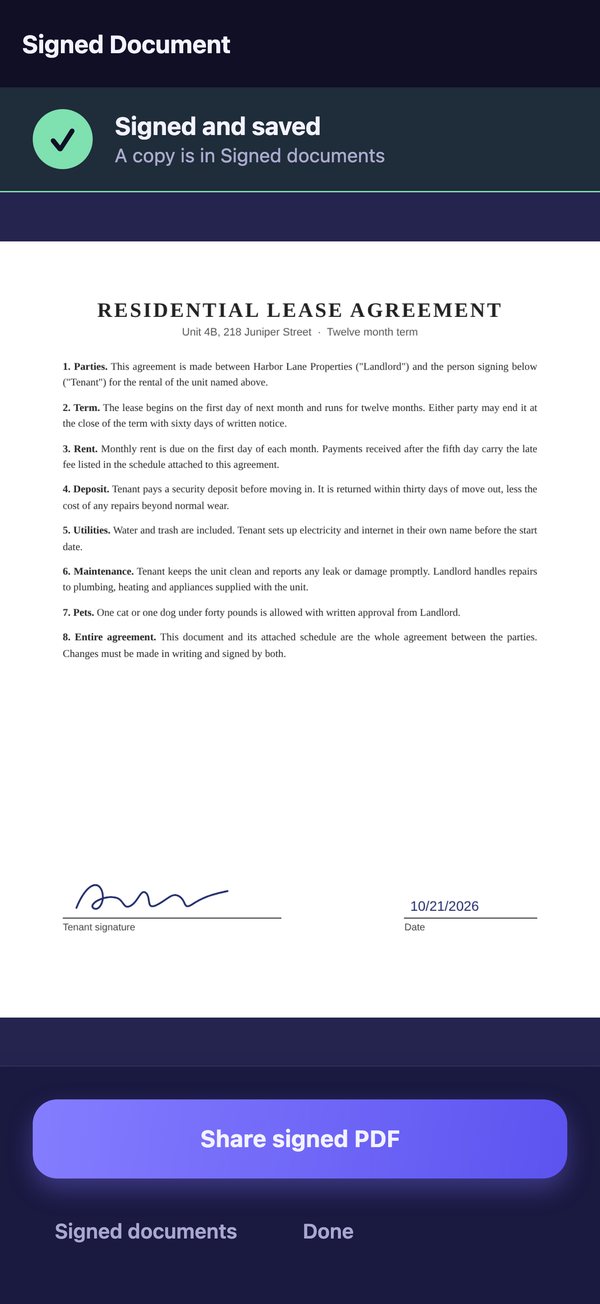 Signed Document
Signed and saved
A copy is in Signed documents
RESIDENTIAL LEASE AGREEMENT
Unit 4B, 218 Juniper Street · Twelve month term
1. Parties. This agreement is made between Harbor Lane Properties ("Landlord") and the person signing below
("Tenant") for the rental of the unit named above.
2. Term. The lease begins on the first day of next month and runs for twelve months. Either party may end it at
the close of the term with sixty days of written notice.
3. Rent. Monthly rent is due on the first day of each month. Payments received after the fifth day carry the late
fee listed in the schedule attached to this agreement.
4. Deposit. Tenant pays a security deposit before moving in. It is returned within thirty days of move out, less the
cost of any repairs beyond normal wear.
5. Utilities. Water and trash are included. Tenant sets up electricity and internet in their own name before the start
date.
6. Maintenance. Tenant keeps the unit clean and reports any leak or damage promptly. Landlord handles repairs
to plumbing, heating and appliances supplied with the unit.
7. Pets. One cat or one dog under forty pounds is allowed with written approval from Landlord.
8. Entire agreement. This document and its attached schedule are the whole agreement between the parties.
Changes must be made in writing and signed by both.
10/21/2026
Tenant signature
Date
Share signed PDF
Signed documents
Done